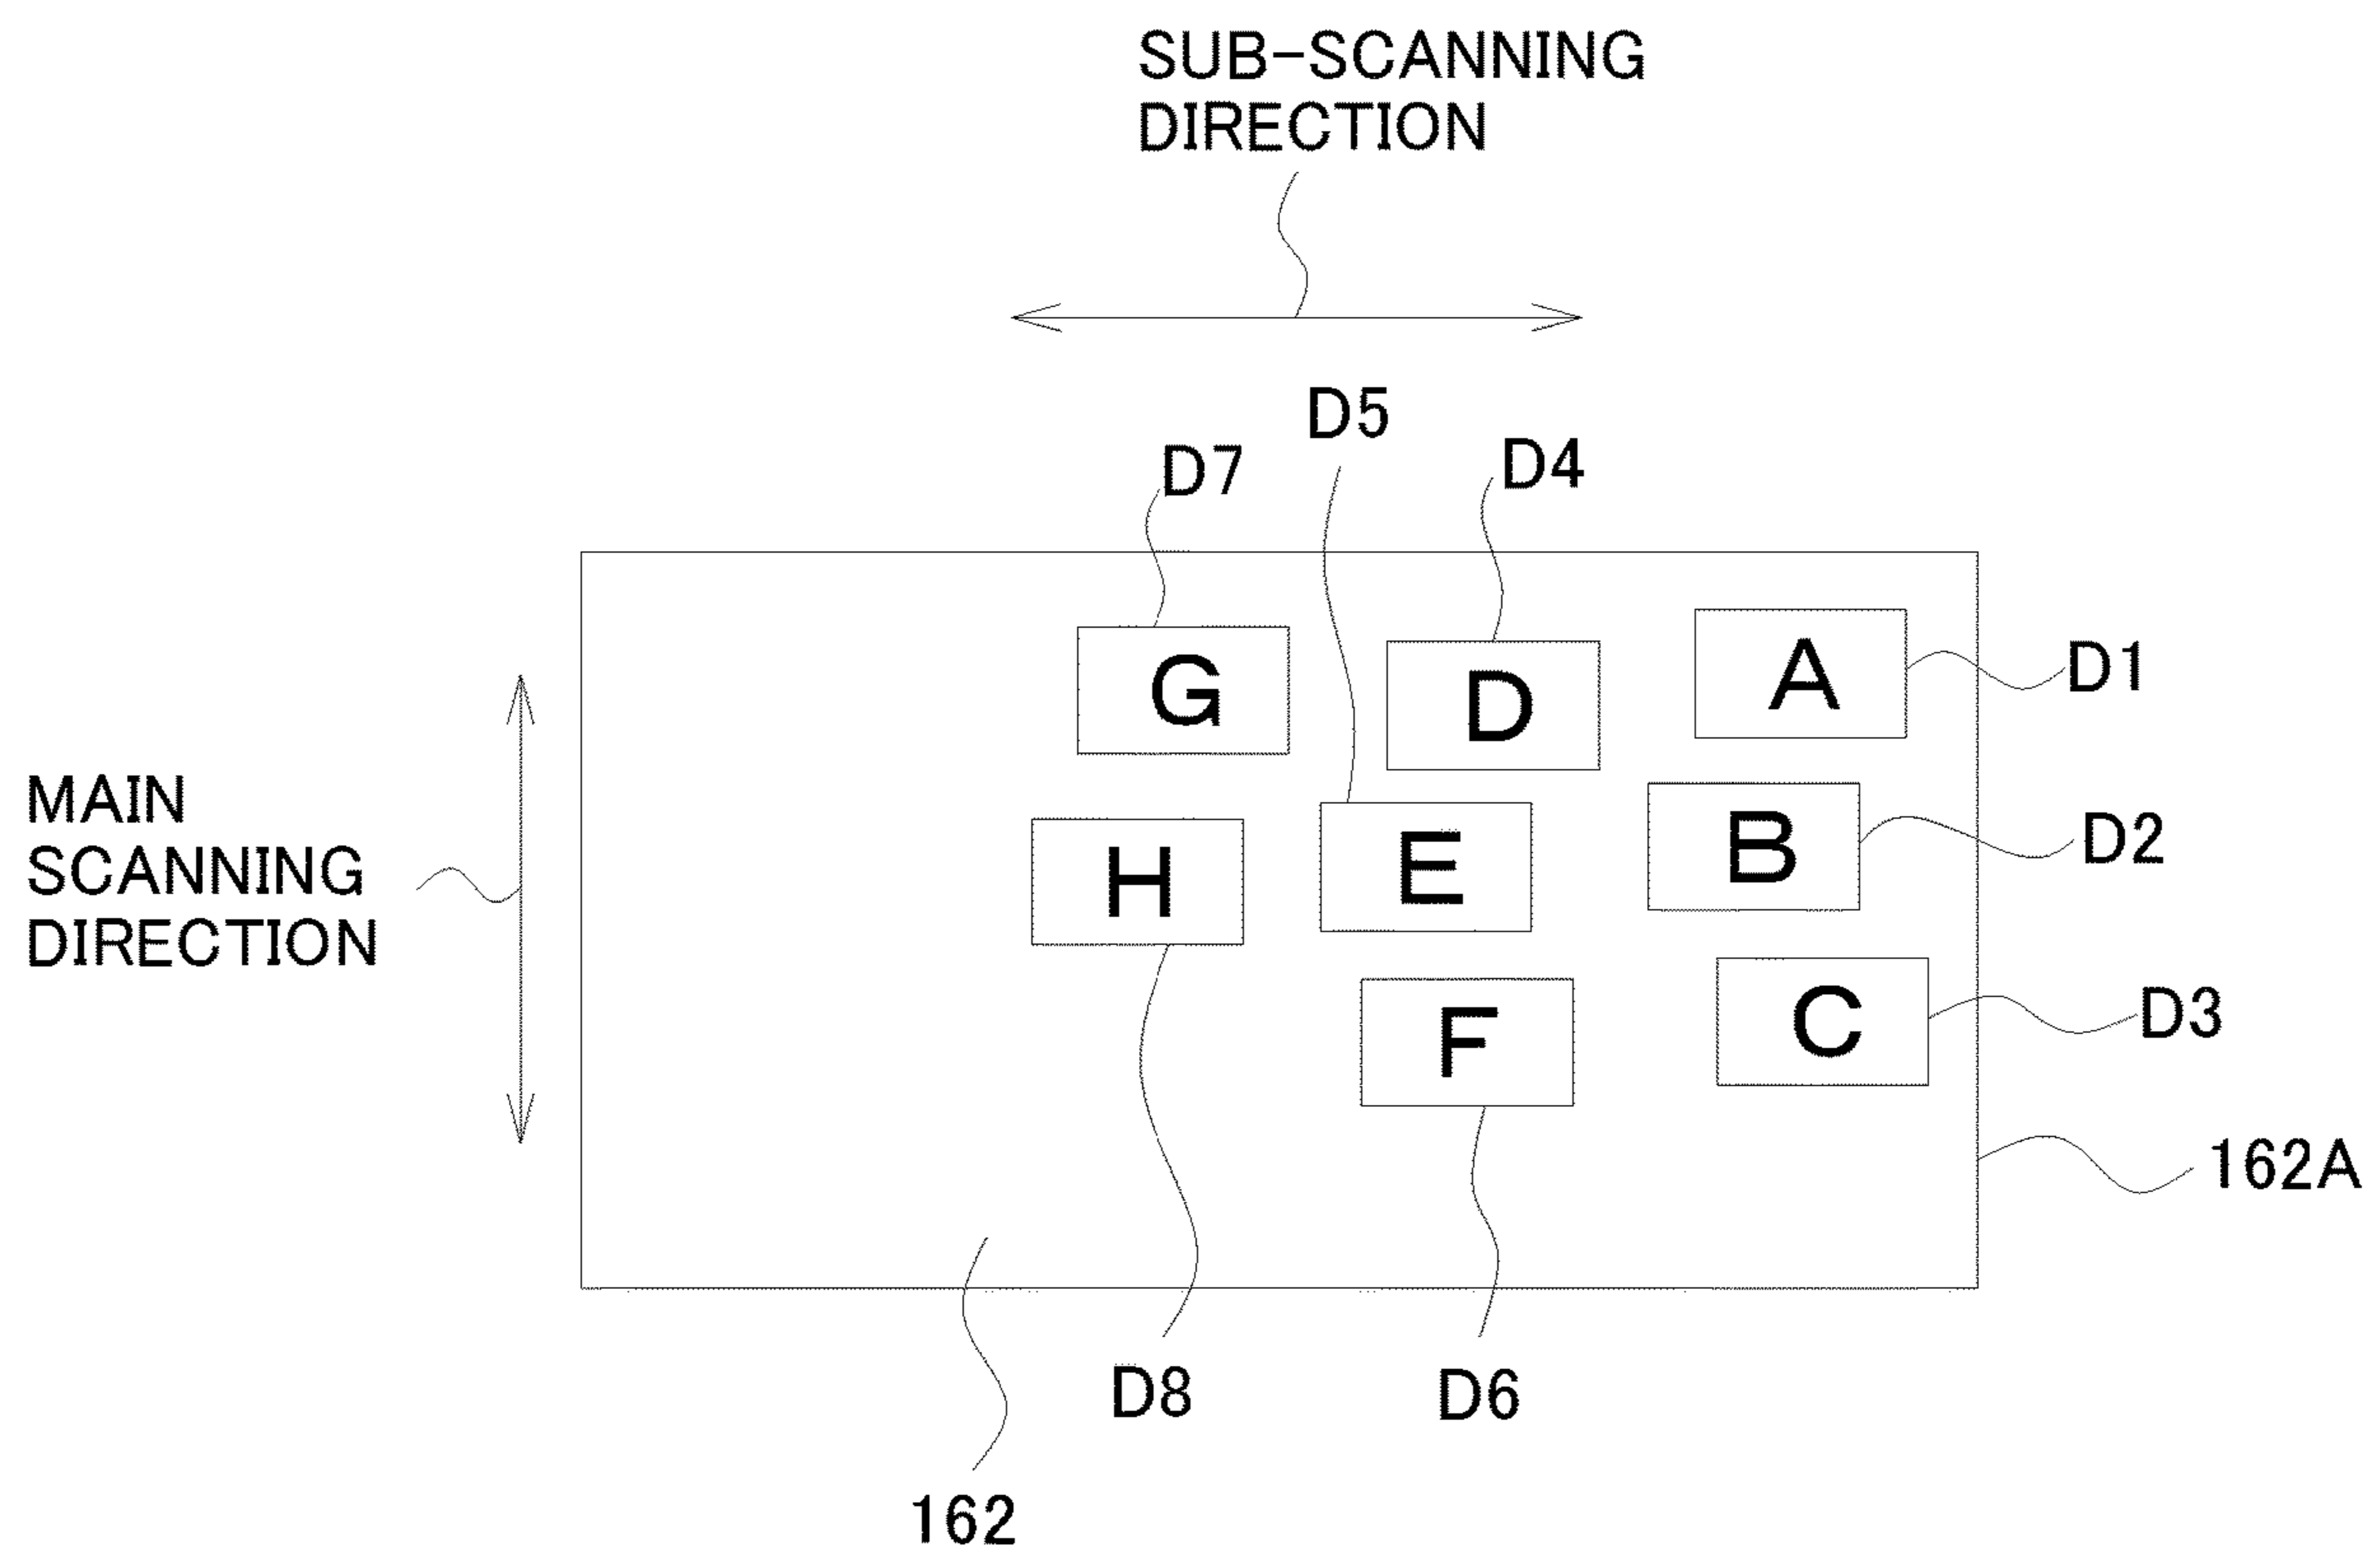 SUB-SCANNING
DIRECTION
D5
D4
D7
G
D
A
D1
MAIN
SCANNING
DIRECTION
H
E
B
D2
F
C
D3
162A
D8
D6
162